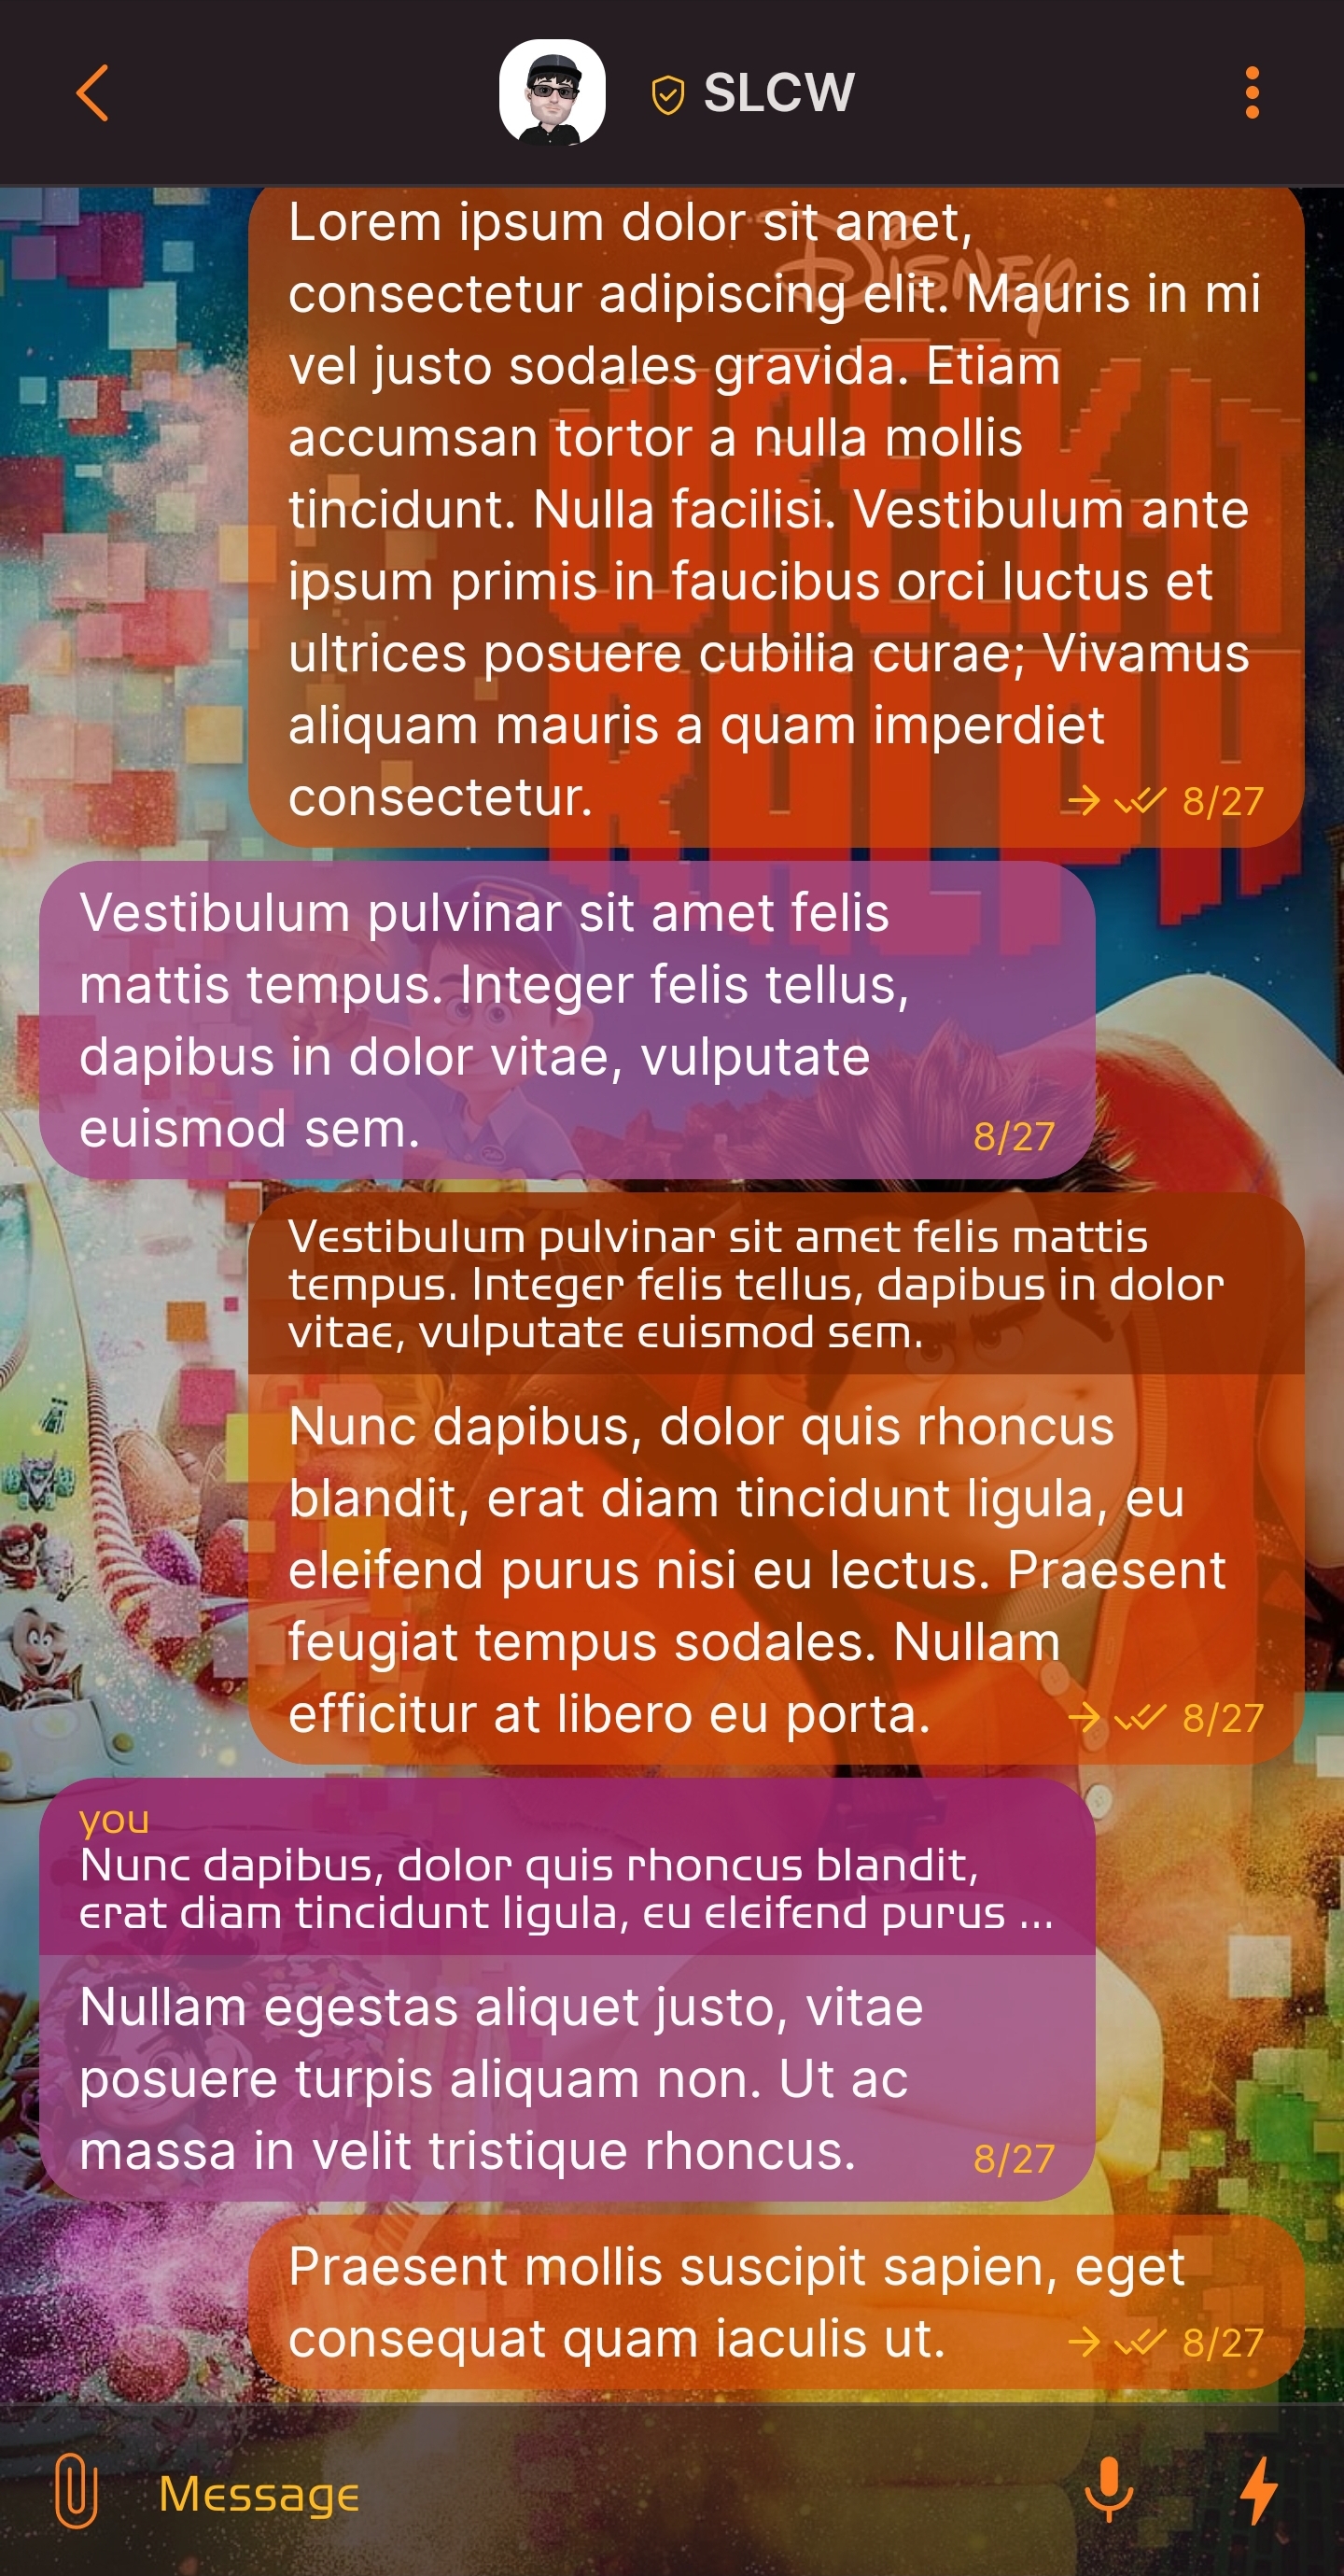 SLCW
Lorem ipsum dolor sit amet,
consectetur adipiscing elit. Mauris in mi
vel justo sodales gravida. Etiam
accumsan tortor a nulla mollis
tincidunt. Nulla facilisi. Vestibulum ante
ipsum primis in faucibus orci luctus et
ultrices posuere cubilia curae; Vivamus
aliquam mauris a quam imperdiet
consectetur.
8/27
DISNEY
WRECK-IT
RALPH
Vestibulum pulvinar sit amet felis
mattis tempus. Integer felis tellus,
dapibus in dolor vitae, vulputate
euismod sem.
8/27
Vestibulum pulvinar sit amet felis mattis
tempus. Integer felis tellus, dapibus in dolor
vitae, vulputate euismod sem.
Nunc dapibus, dolor quis rhoncus
blandit, erat diam tincidunt ligula, eu
eleifend purus nisi eu lectus. Praesent
feugiat tempus sodales. Nullam
efficitur at libero eu porta.
8/27
you
Nunc dapibus, dolor quis rhoncus blandit,
erat diam tincidunt ligula, eu eleifend purus ...
Nullam egestas aliquet justo, vitae
posuere turpis aliquam non. Ut ac
massa in velit tristique rhoncus.
8/27
Praesent mollis suscipit sapien, eget
consequat quam iaculis ut.
8/27
Message